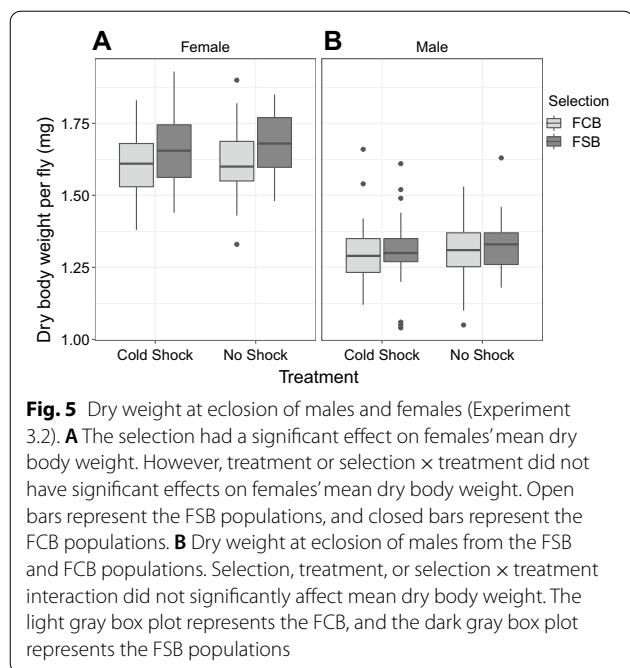 A
Female
B
Male
Selection
FCB
FSB
Dry body weight per fly (mg)
1.75
1.50
1.25
1.00
Cold Shock
No Shock
Cold Shock
No Shock
Treatment
Fig. 5 Dry weight at eclosion of males and females (Experiment
3.2). A The selection had a significant effect on females' mean dry
body weight. However, treatment or selection × treatment did not
have significant effects on females' mean dry body weight. Open
bars represent the FSB populations, and closed bars represent the
FCB populations. B Dry weight at eclosion of males from the FSB
and FCB populations. Selection, treatment, or selection × treatment
interaction did not significantly affect mean dry body weight. The
light gray box plot represents the FCB, and the dark gray box plot
represents the FSB populations